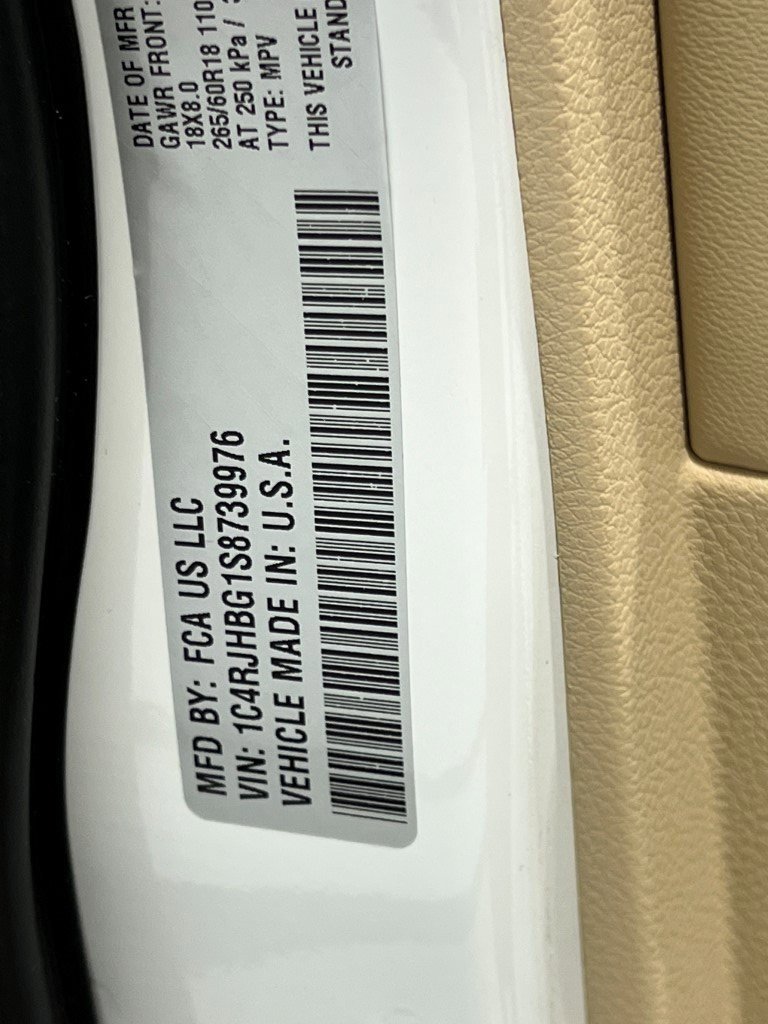 MFD BY: FCA US LLC
VIN: 1C4RJHBG1S8739976
VEHICLE MADE IN: U.S.A.
DATE OF MFR
GAWR FRONT:
18X8.0
265/60R18 110
AT 250 kPa /
TYPE: MPV
THIS VEHICLE
STAND